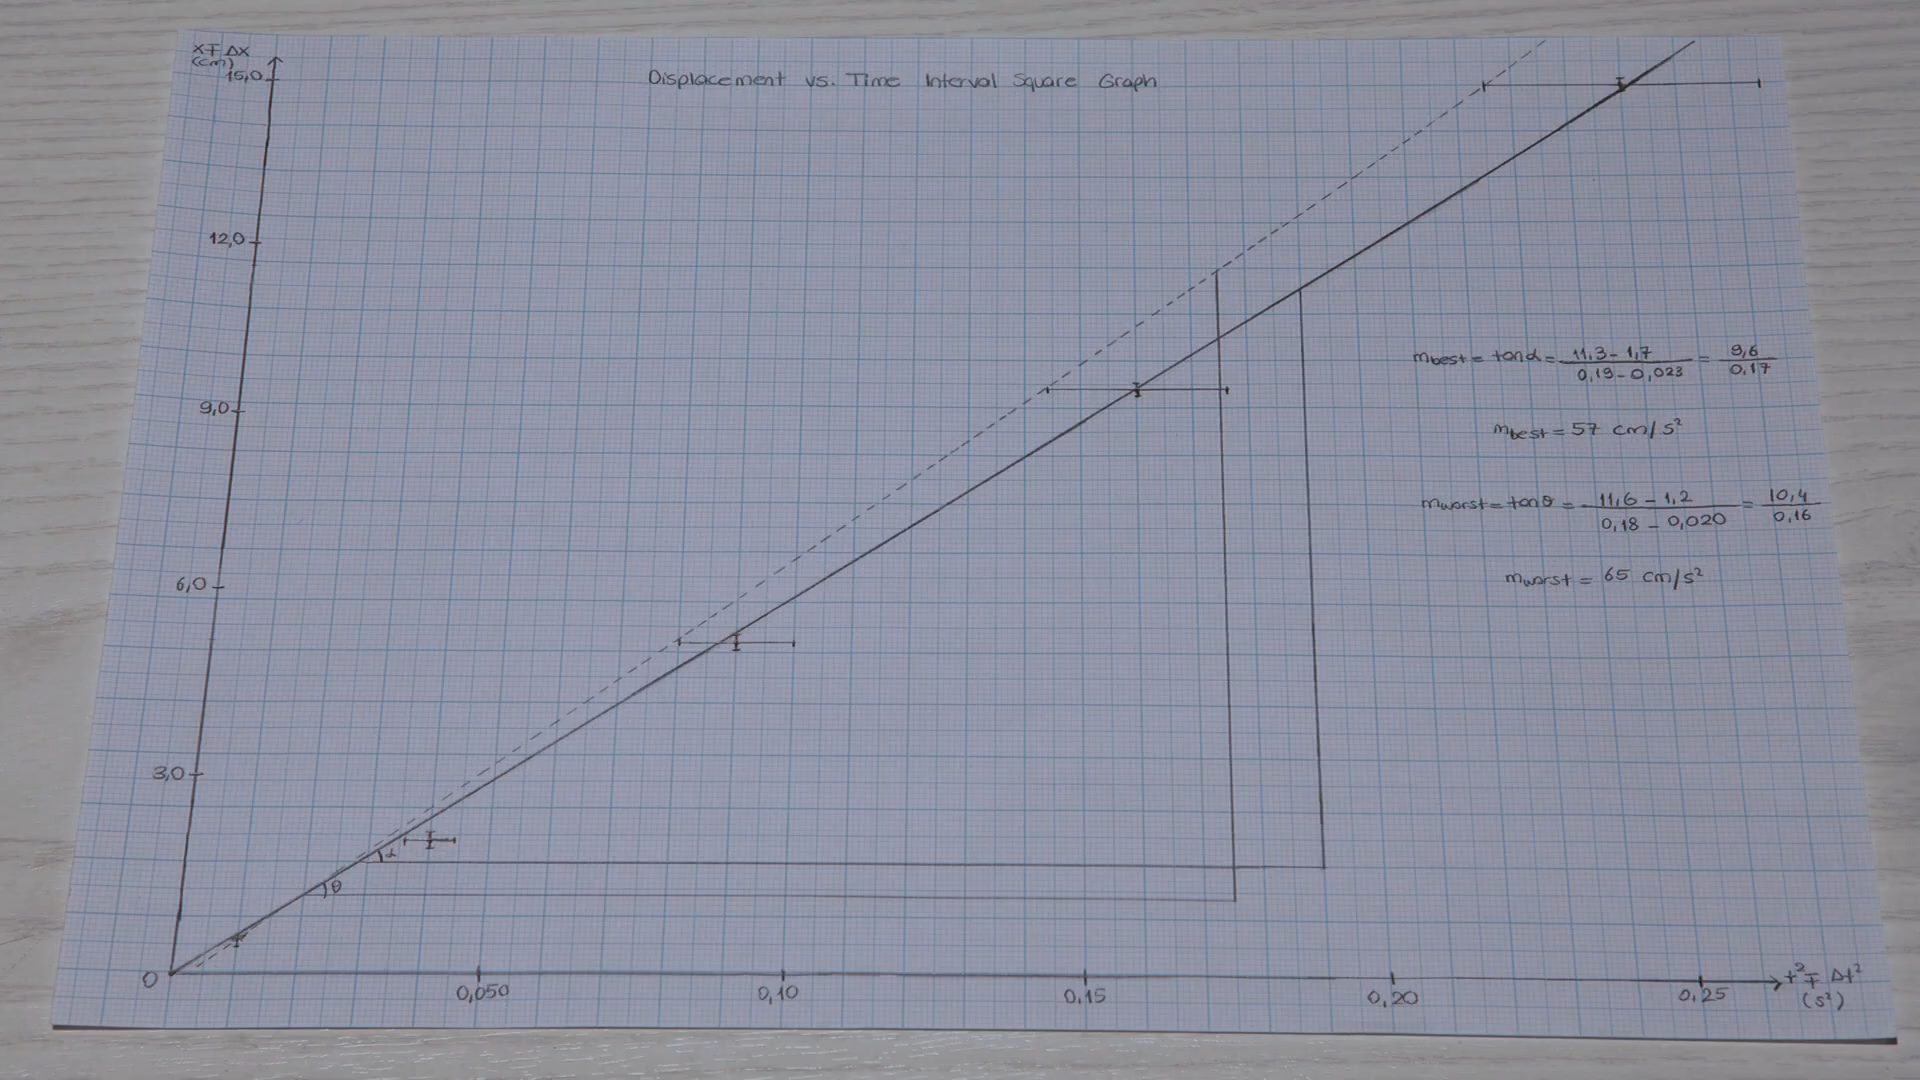 x∓Δx
(cm)
Displacement vs. Time Interval Square Graph
15,0
12,0
9,0
6,0
3,0
0
0,050
0,10
0,15
0,20
0,25
t²∓Δt²
(s²)
α
θ
mbest = tanα = 11,3-1,7 / 0,19-0,023 = 9,6 / 0,17
mbest = 57 cm/s²
mworst = tanθ = 11,6-1,2 / 0,18-0,020 = 10,4 / 0,16
mworst = 65 cm/s²